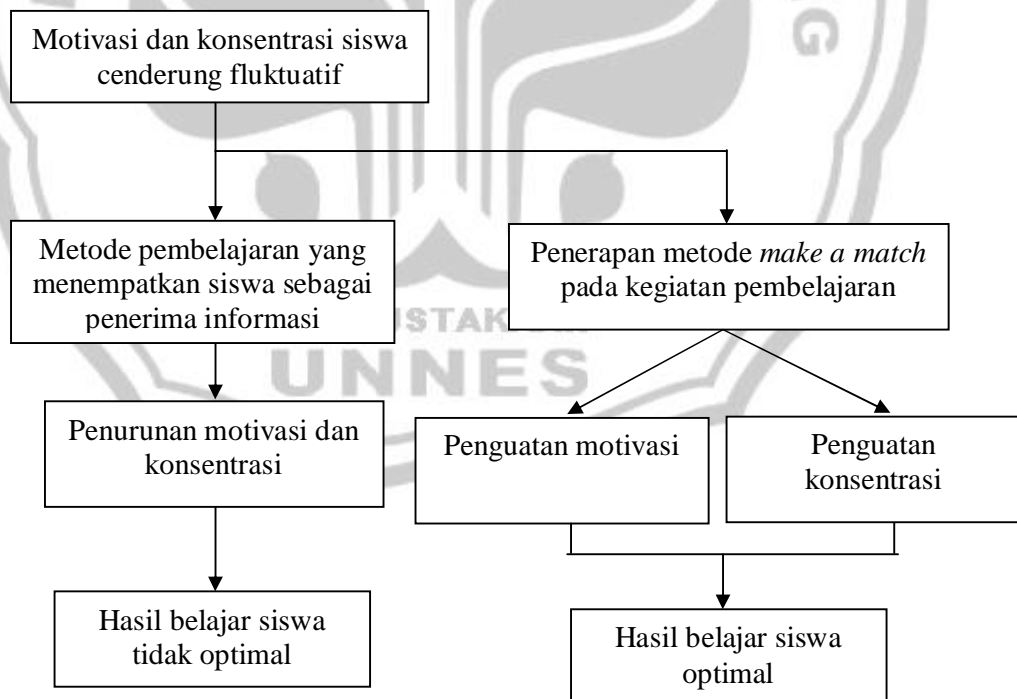 Motivasi dan konsentrasi siswa
cenderung fluktuatif
Metode pembelajaran yang
menempatkan siswa sebagai
penerima informasi
Penerapan metode make a match
pada kegiatan pembelajaran
UNNES
Penurunan motivasi dan
konsentrasi
Penguatan motivasi
Penguatan
konsentrasi
Hasil belajar siswa
tidak optimal
Hasil belajar siswa
optimal